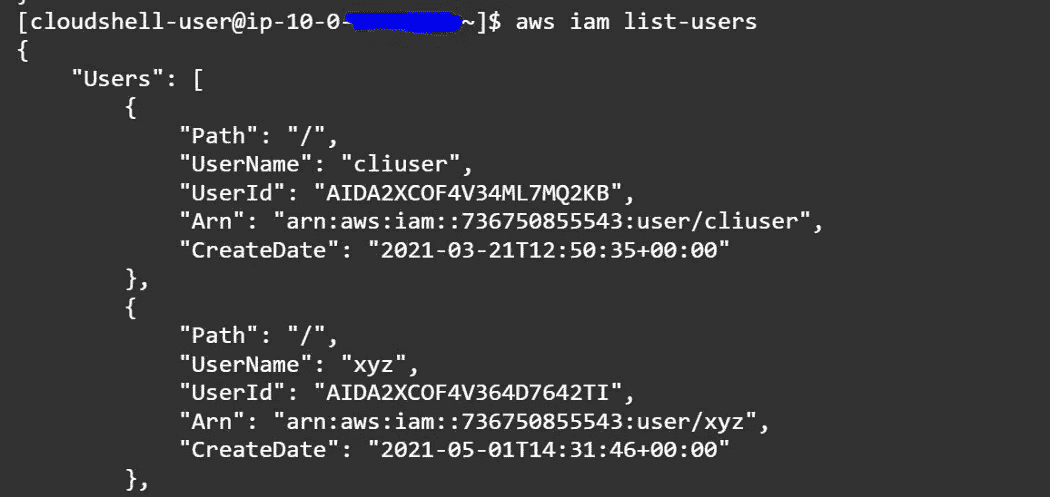 [cloudshell-user@ip-10-0- ~]$ aws iam list-users
{
    "Users": [
        {
            "Path": "/",
            "UserName": "cliuser",
            "UserId": "AIDA2XCOF4V34ML7MQ2KB",
            "Arn": "arn:aws:iam::736750855543:user/cliuser",
            "CreateDate": "2021-03-21T12:50:35+00:00"
        },
        {
            "Path": "/",
            "UserName": "xyz",
            "UserId": "AIDA2XCOF4V364D7642TI",
            "Arn": "arn:aws:iam::736750855543:user/xyz",
            "CreateDate": "2021-05-01T14:31:46+00:00"
        },